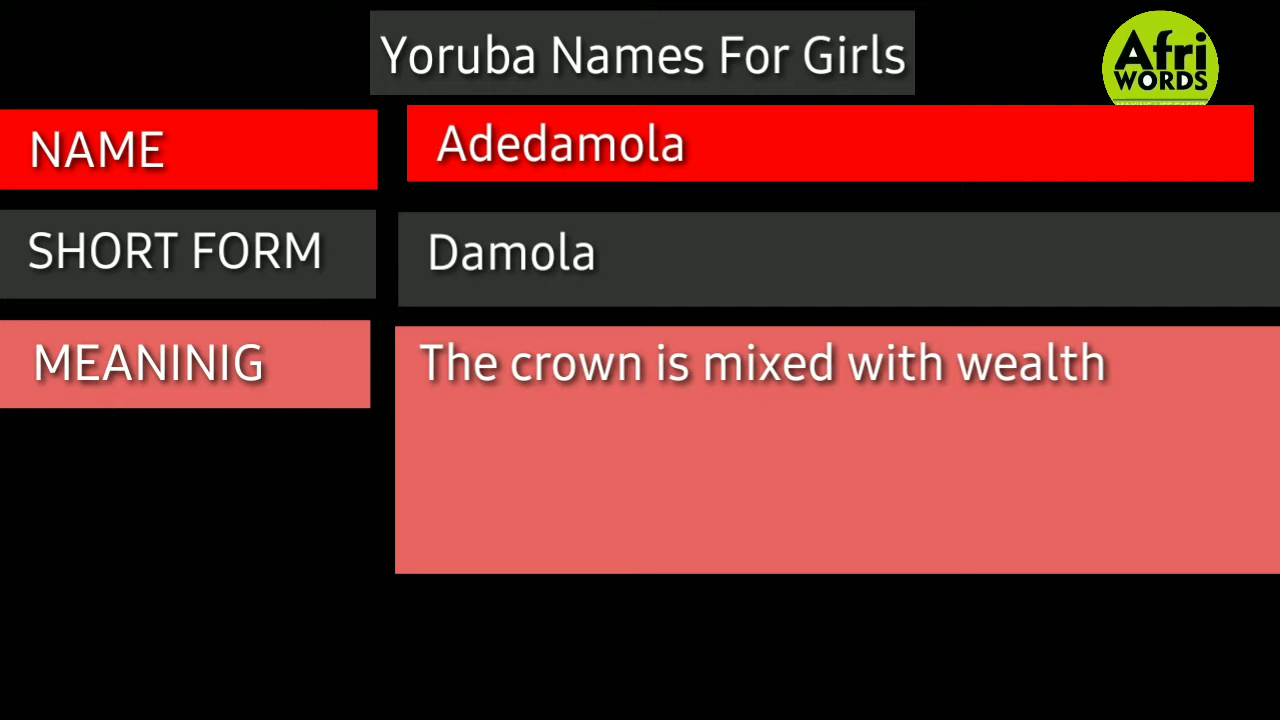 Yoruba Names For Girls
Afri
WORDS
NAME
Adedamola
SHORT FORM
Damola
MEANINIG
The crown is mixed with wealth